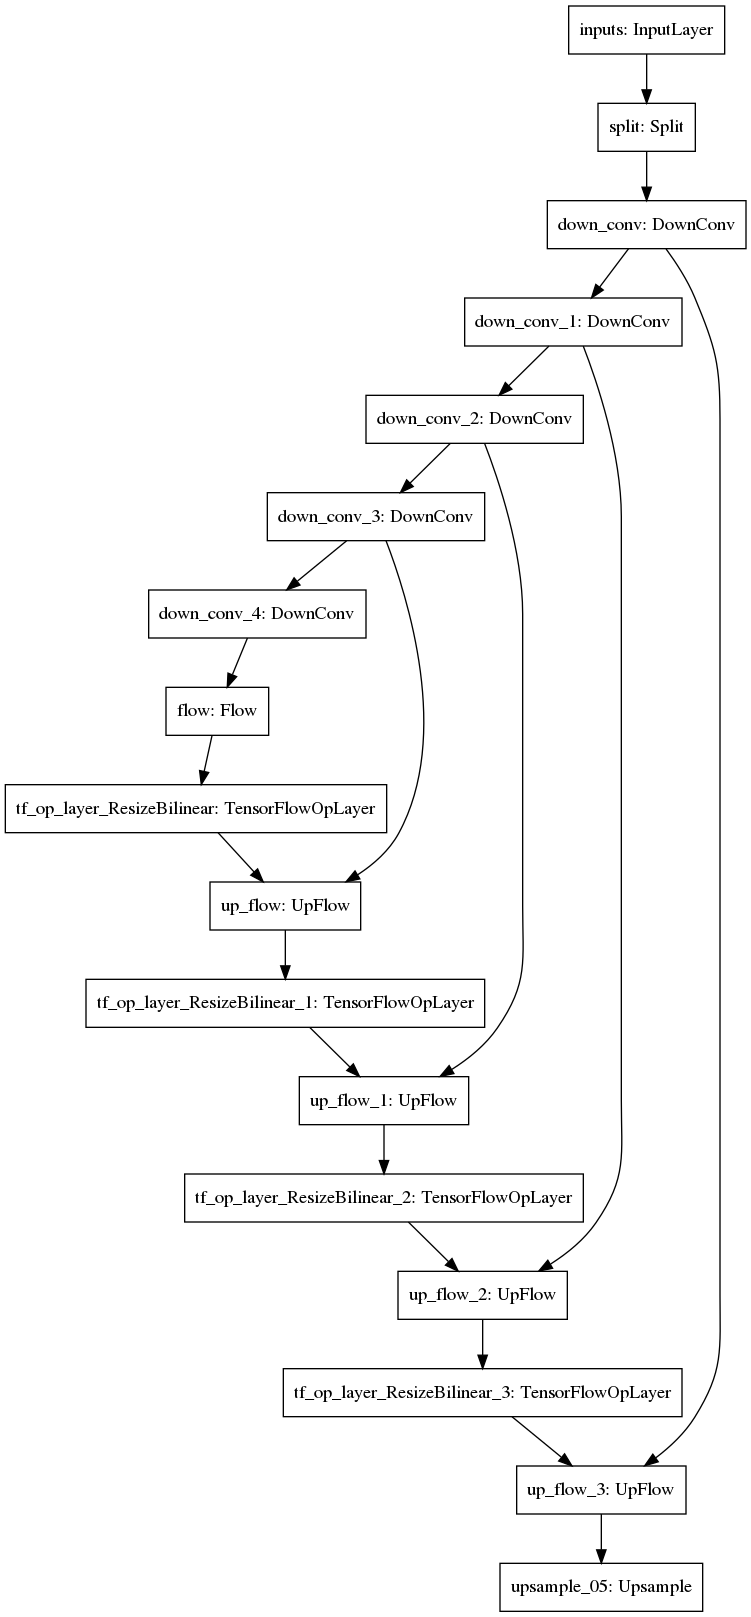 inputs: InputLayer
split: Split
down_conv: DownConv
down_conv_1: DownConv
down_conv_2: DownConv
down_conv_3: DownConv
down_conv_4: DownConv
flow: Flow
tf_op_layer_ResizeBilinear: TensorFlowOpLayer
up_flow: UpFlow
tf_op_layer_ResizeBilinear_1: TensorFlowOpLayer
up_flow_1: UpFlow
tf_op_layer_ResizeBilinear_2: TensorFlowOpLayer
up_flow_2: UpFlow
tf_op_layer_ResizeBilinear_3: TensorFlowOpLayer
up_flow_3: UpFlow
upsample_05: Upsample